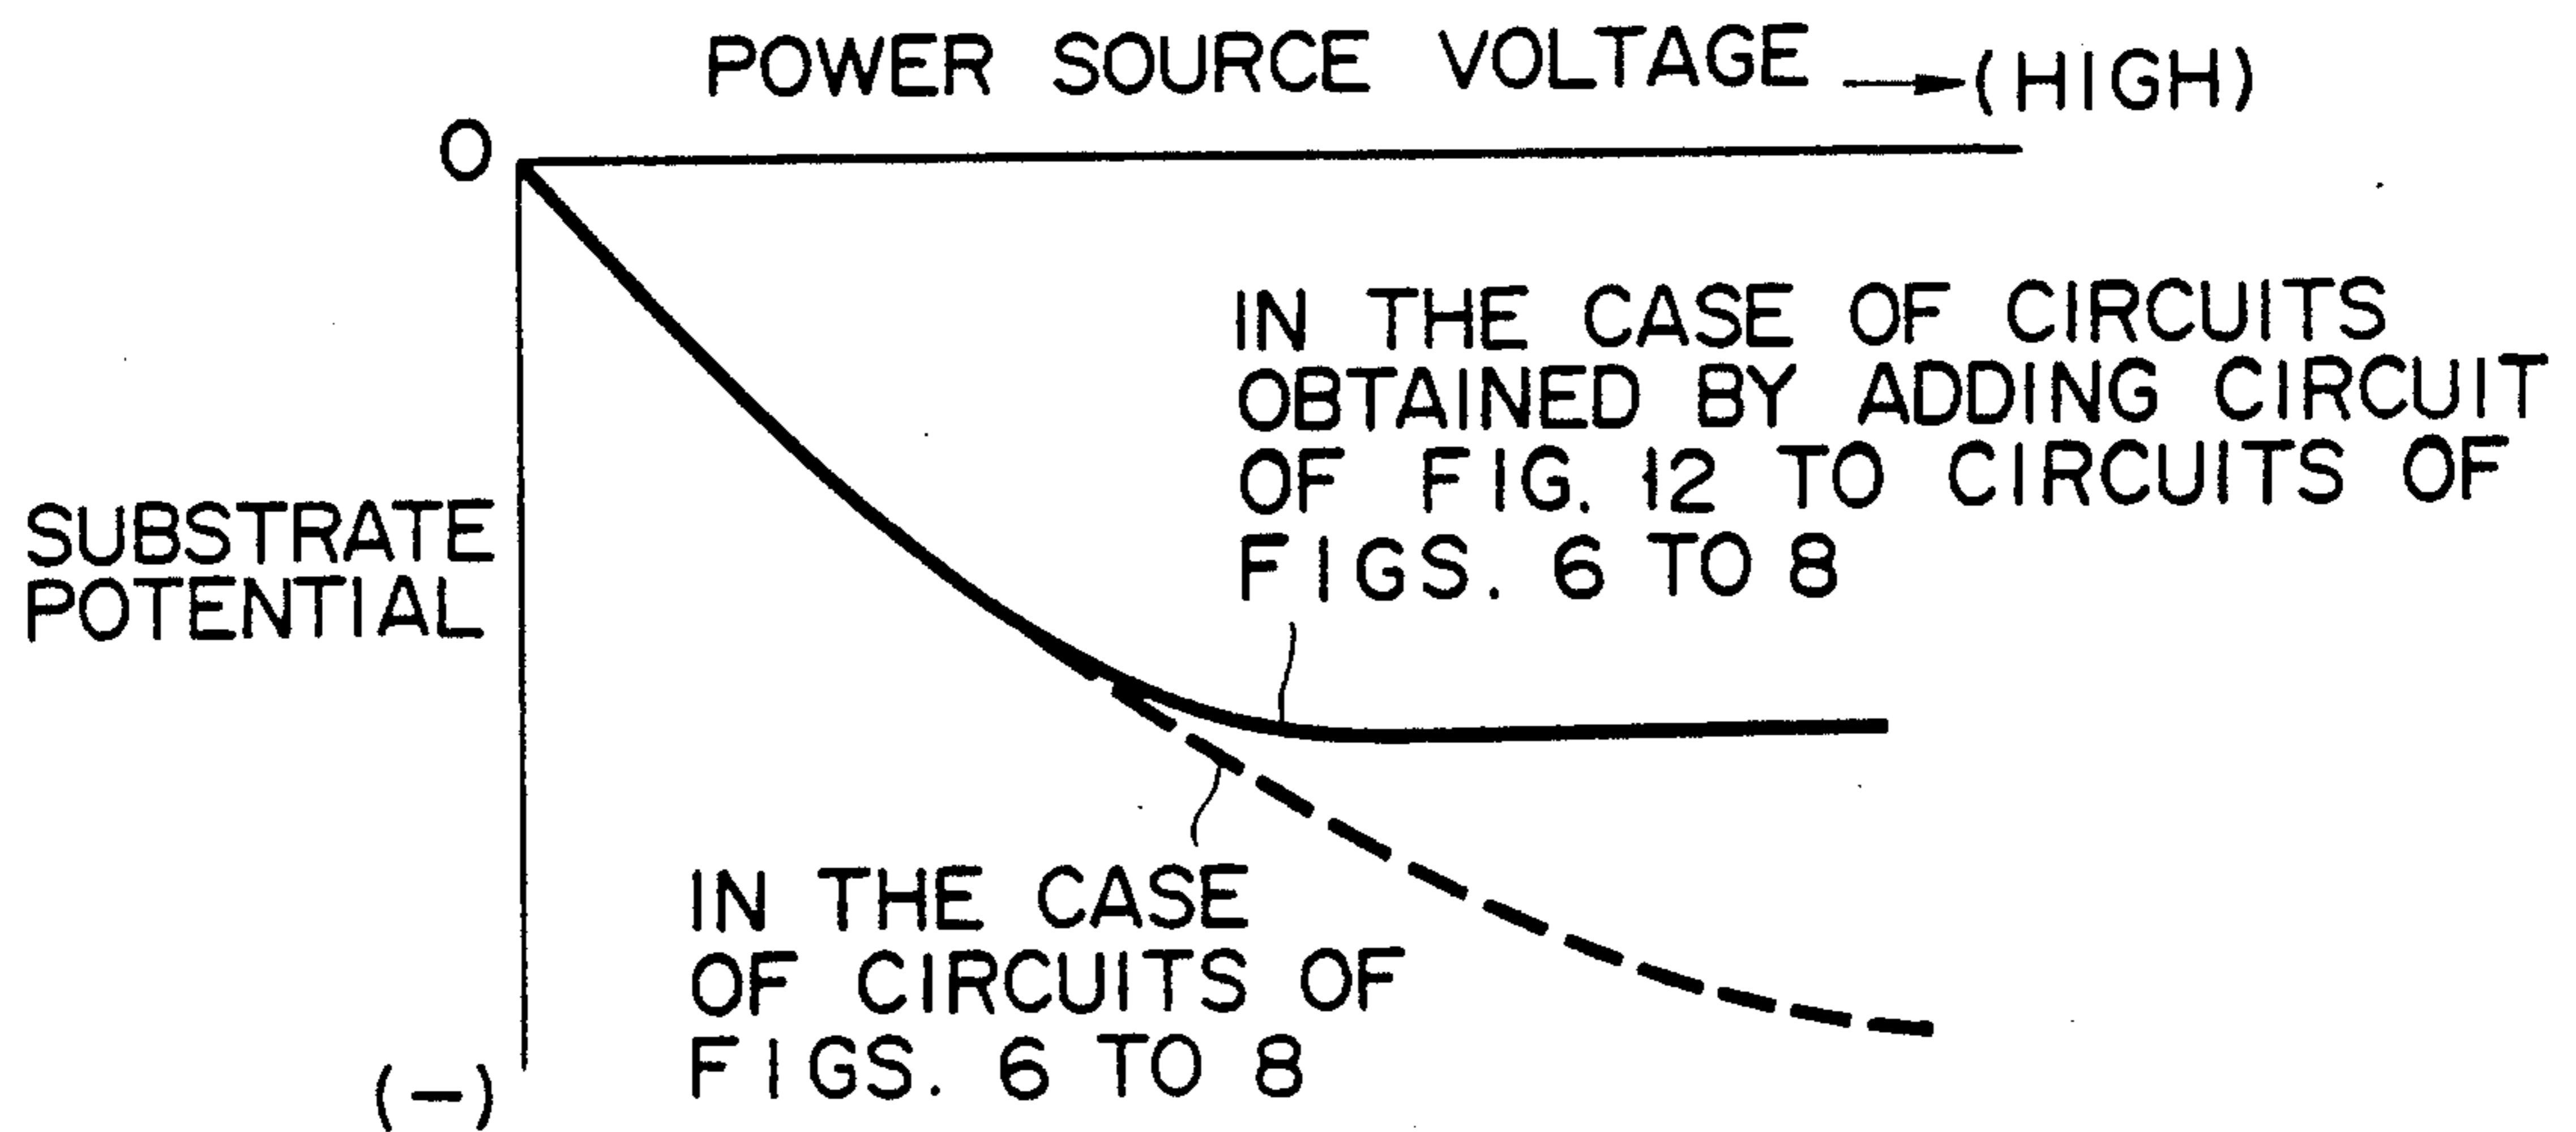 POWER SOURCE VOLTAGE → (HIGH)
O
IN THE CASE OF CIRCUITS
OBTAINED BY ADDING CIRCUIT
OF FIG. 12 TO CIRCUITS OF
FIGS. 6 TO 8
SUBSTRATE
POTENTIAL
IN THE CASE
OF CIRCUITS OF
FIGS. 6 TO 8
(-)